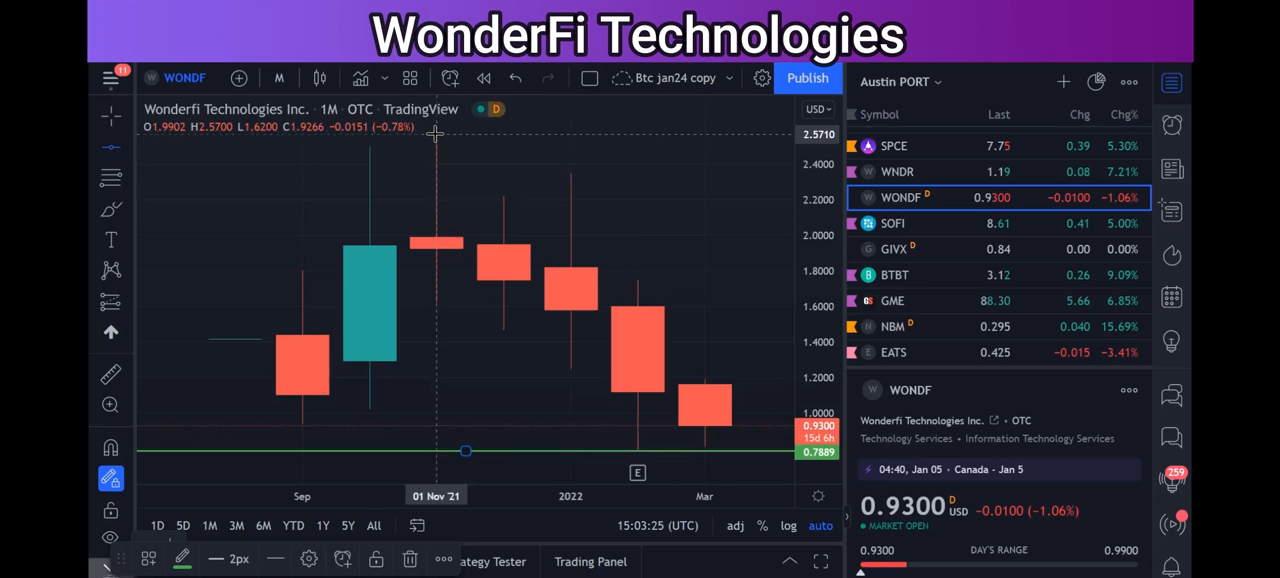 WonderFi Technologies
11
WONDF
M
Btc jan24 copy
Publish
Wonderfi Technologies Inc. · 1M · OTC · TradingView
D
O1.9902 H2.5700 L1.6200 C1.9266 -0.0151 (-0.78%)
USD
2.5710
2.4000
2.2000
2.0000
1.8000
1.6000
1.4000
1.2000
1.0000
0.9300
15d 6h
0.7889
E
Sep
01 Nov '21
2022
Mar
1D 5D 1M 3M 6M YTD 1Y 5Y All
15:03:25 (UTC)
adj % log auto
2px
ategy Tester
Trading Panel
Austin PORT
Symbol Last Chg Chg%
SPCE 7.75 0.39 5.30%
W WNDR 1.19 0.08 7.21%
W WONDF D 0.9300 -0.0100 -1.06%
SOFI 8.61 0.41 5.00%
G GIVX D 0.84 0.00 0.00%
B BTBT 3.12 0.26 9.09%
GS GME 88.30 5.66 6.85%
N NBM D 0.295 0.040 15.69%
E EATS 0.425 -0.015 -3.41%
W WONDF
Wonderfi Technologies Inc. · OTC
Technology Services · Information Technology Services
04:40, Jan 05 · Canada - Jan 5
0.9300 D USD -0.0100 (-1.06%)
MARKET OPEN
0.9300 DAY'S RANGE 0.9900
259